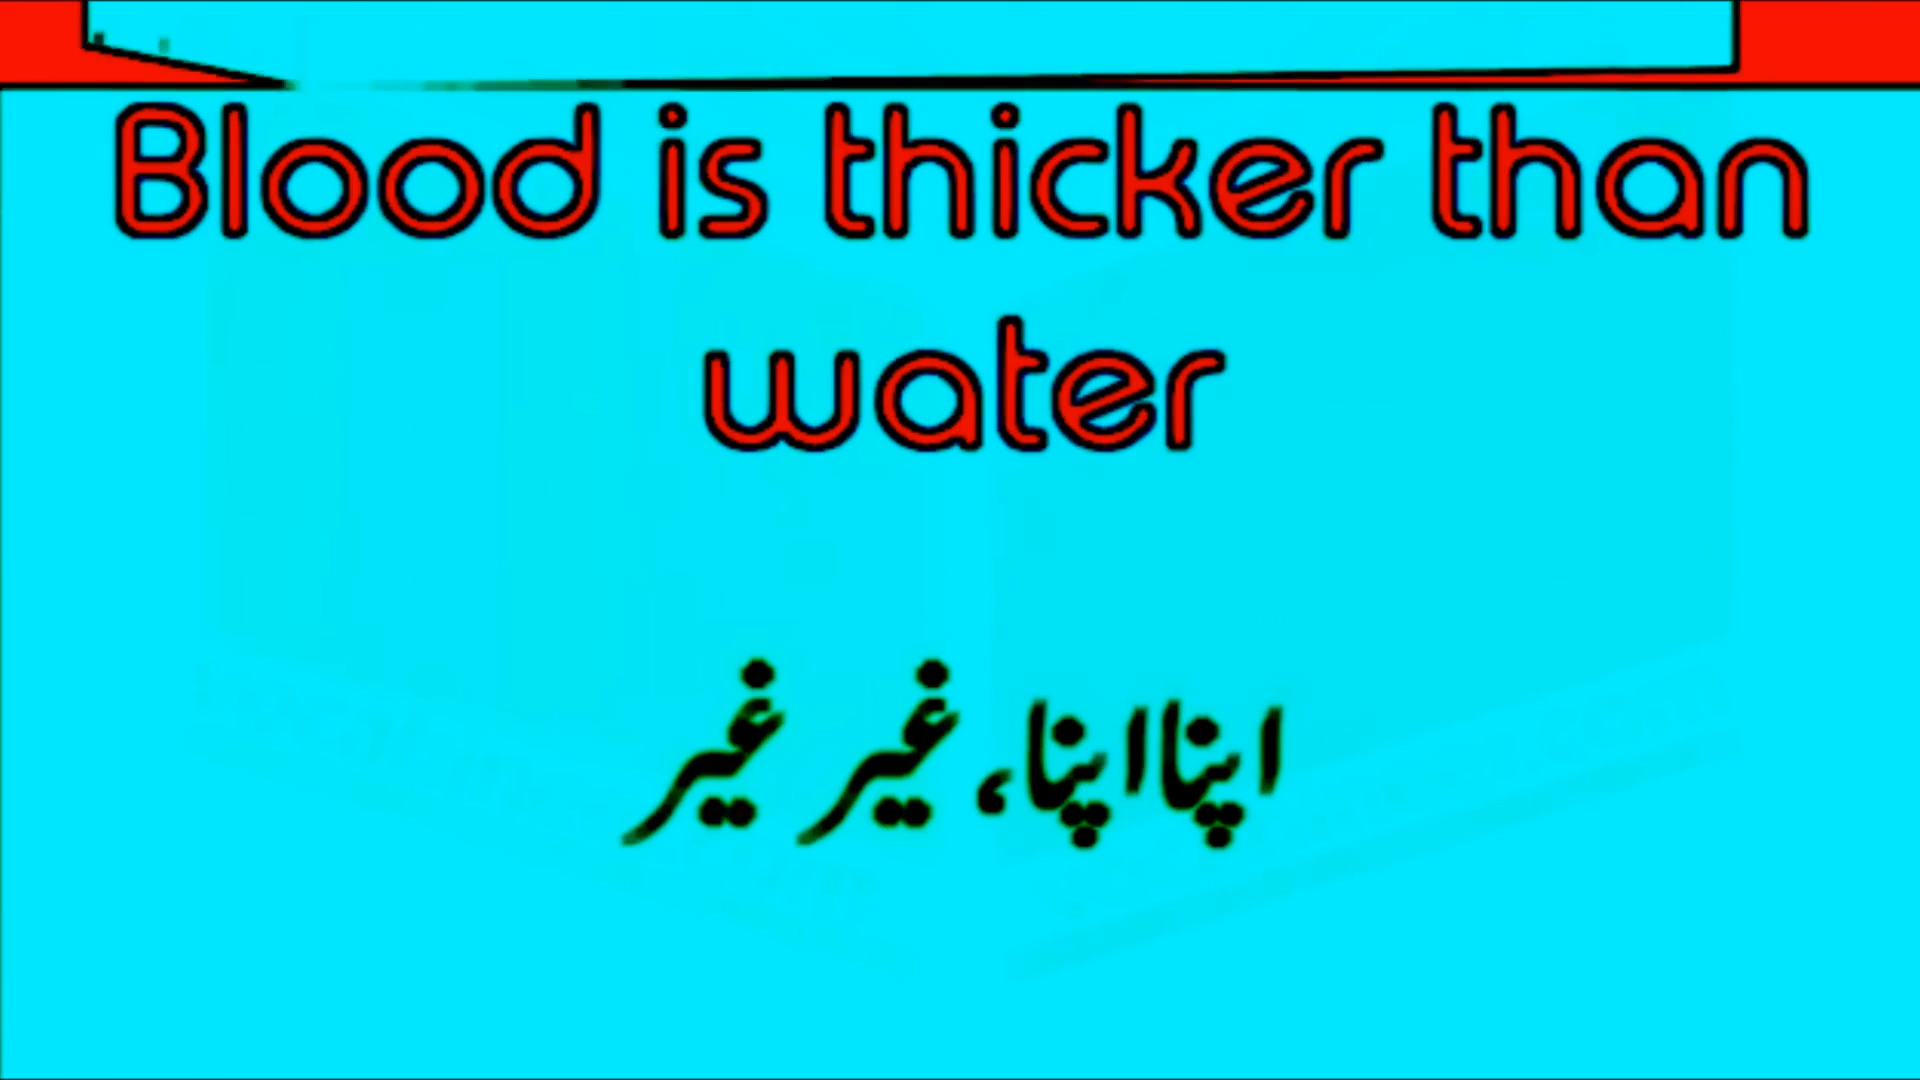 Blood is thicker than
water
اپنا اپنا، غیر غیر